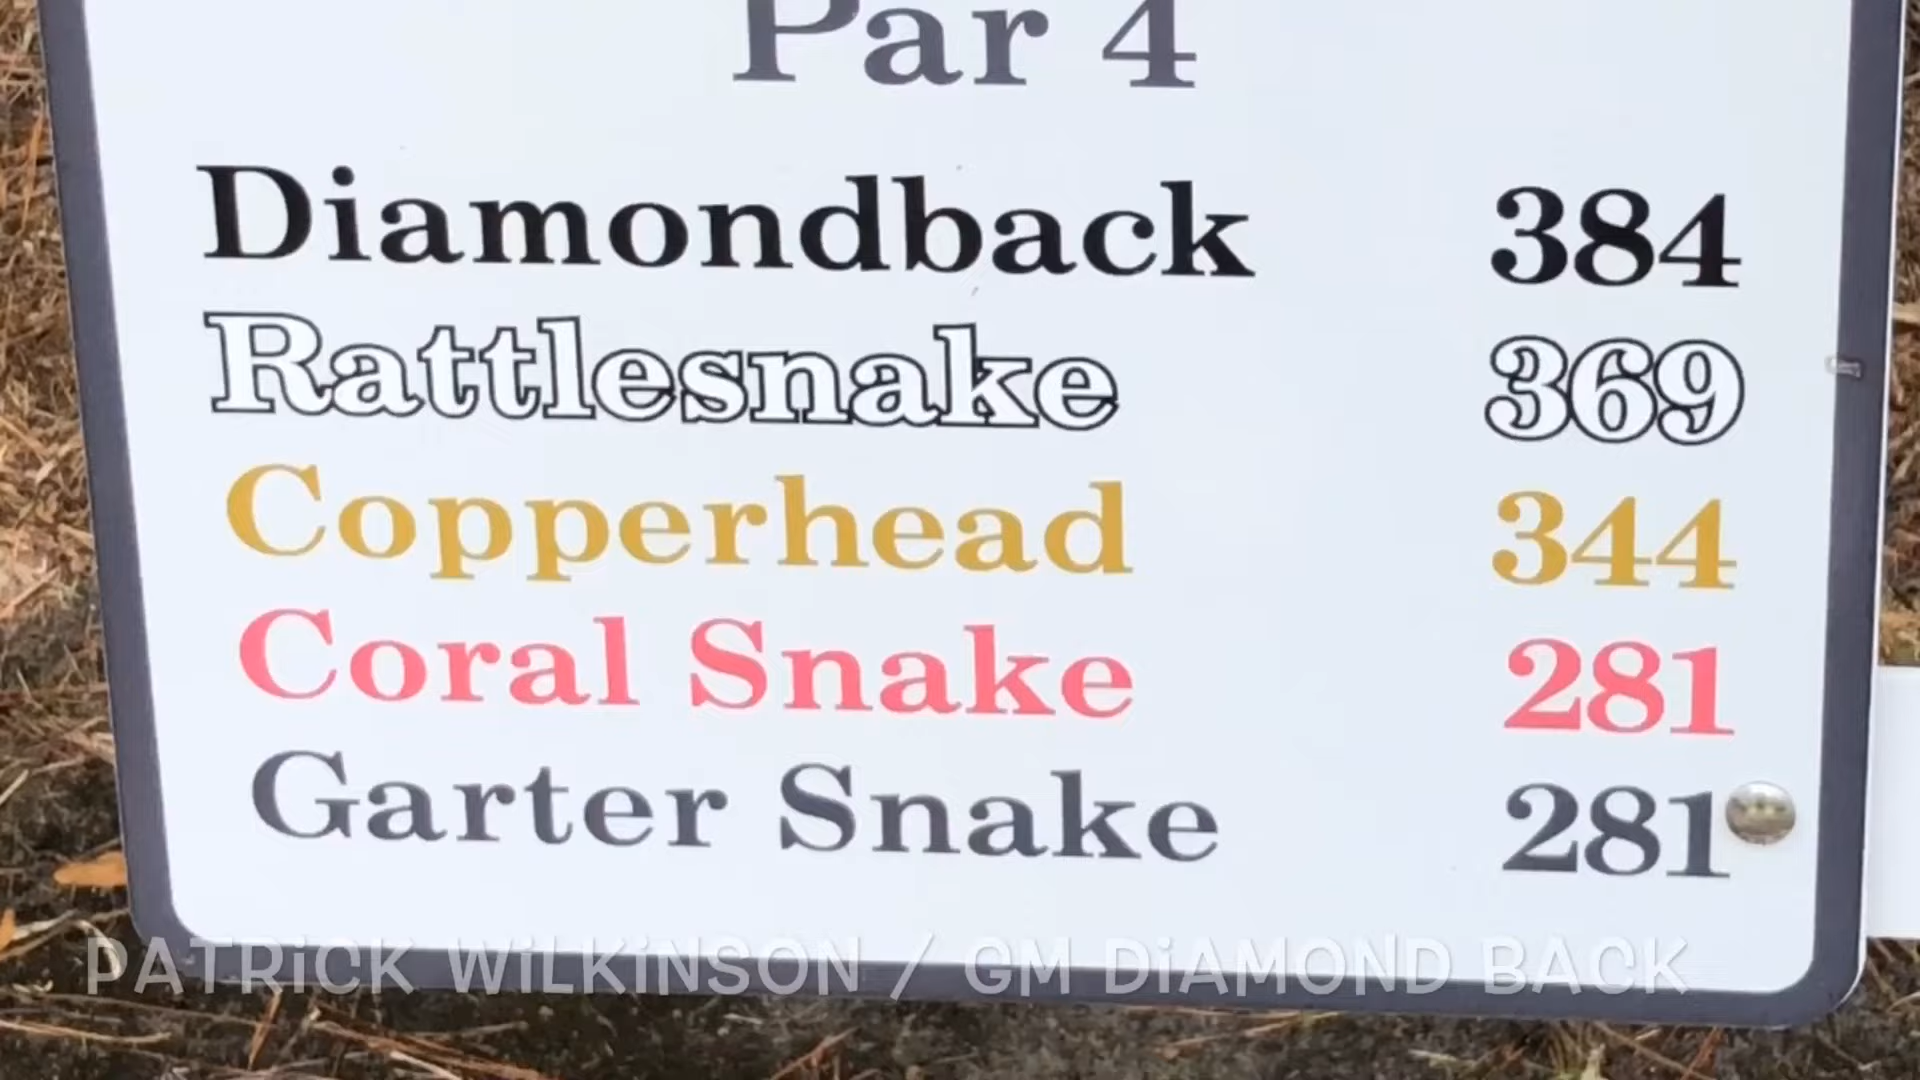 Par 4
Diamondback 384
Rattlesnake 369
Copperhead 344
Coral Snake 281
Garter Snake 281
PATRiCK WiLKiNSON / GM DiAMOND BACK